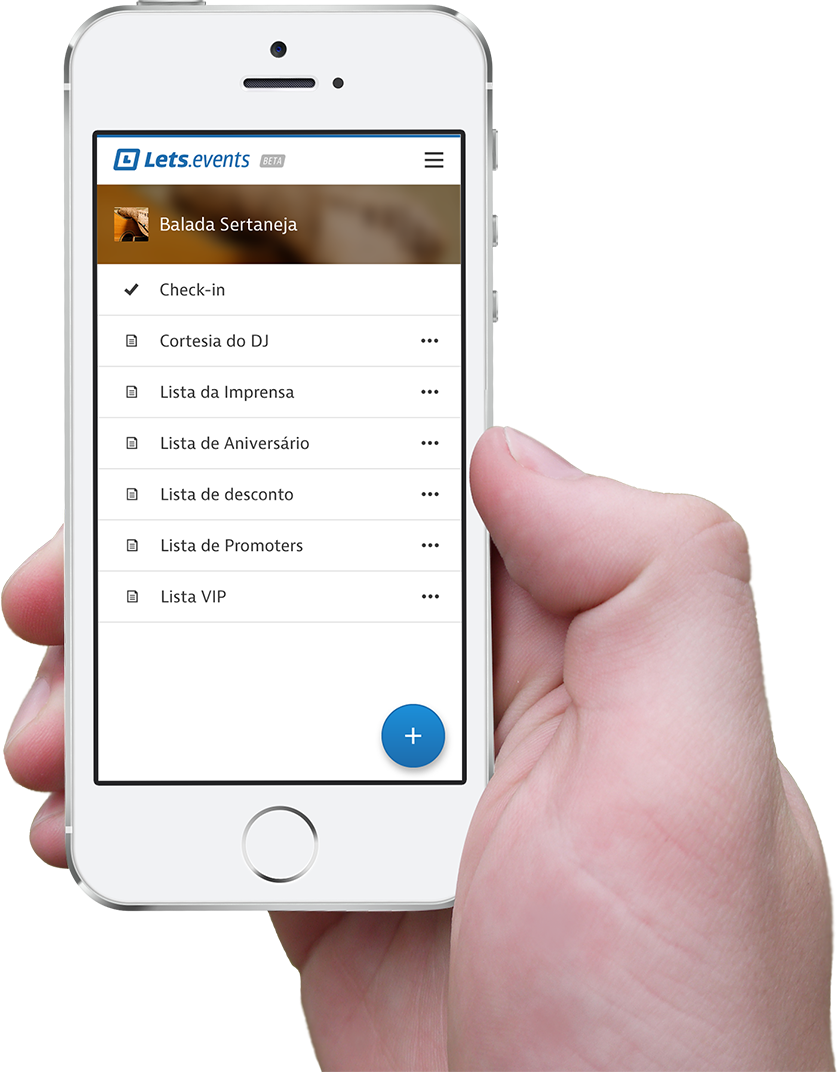 Lets.events BETA
Balada Sertaneja
Check-in
Cortesia do DJ
Lista da Imprensa
Lista de Aniversário
Lista de desconto
Lista de Promoters
Lista VIP